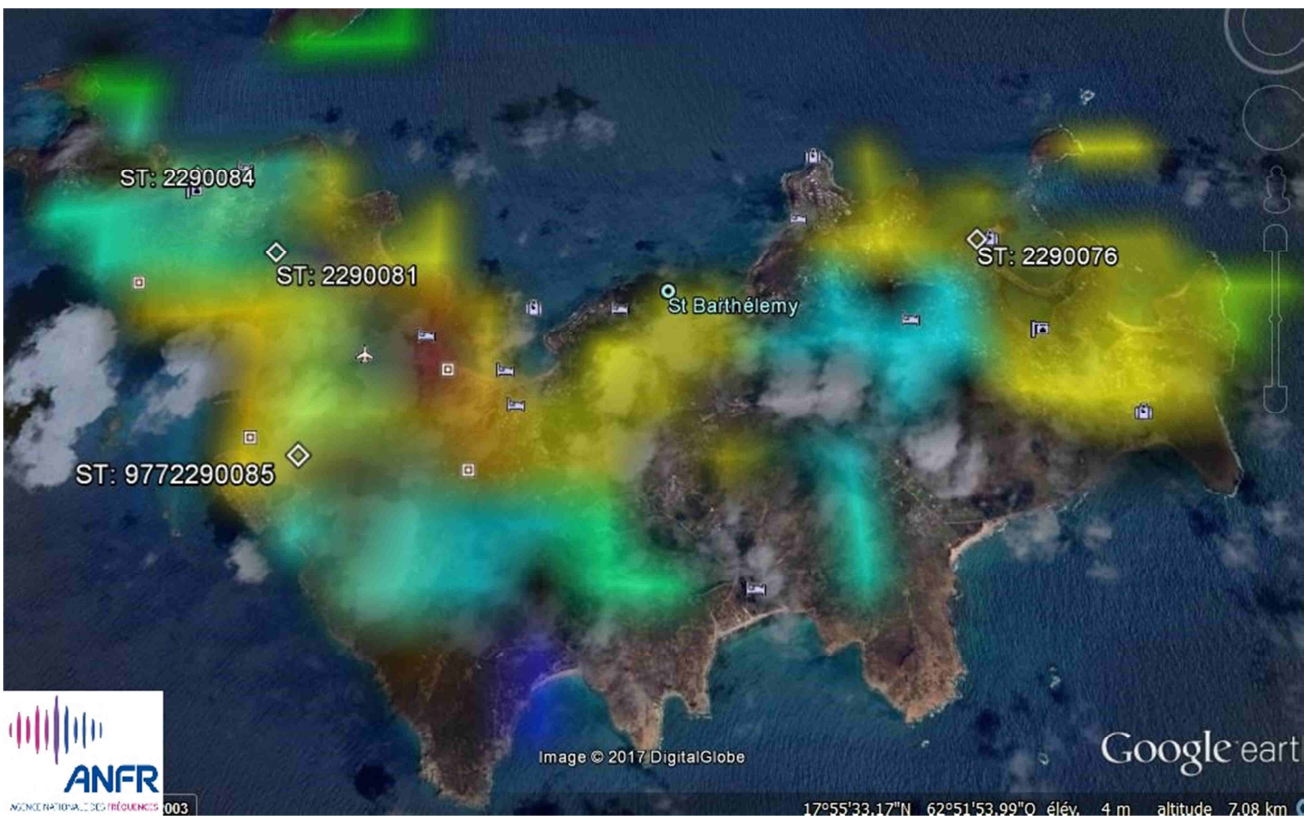 ST: 2290084
ST: 2290076
ST: 2290081
St Barthélemy
ST: 9772290085
Image © 2017 DigitalGlobe
Google eart
ANFR
AGENCE NATIONALE DES FRÉQUENCES
003
17°55'33.17"N 62°51'53.99"O élév. 4 m altitude 7.08 km